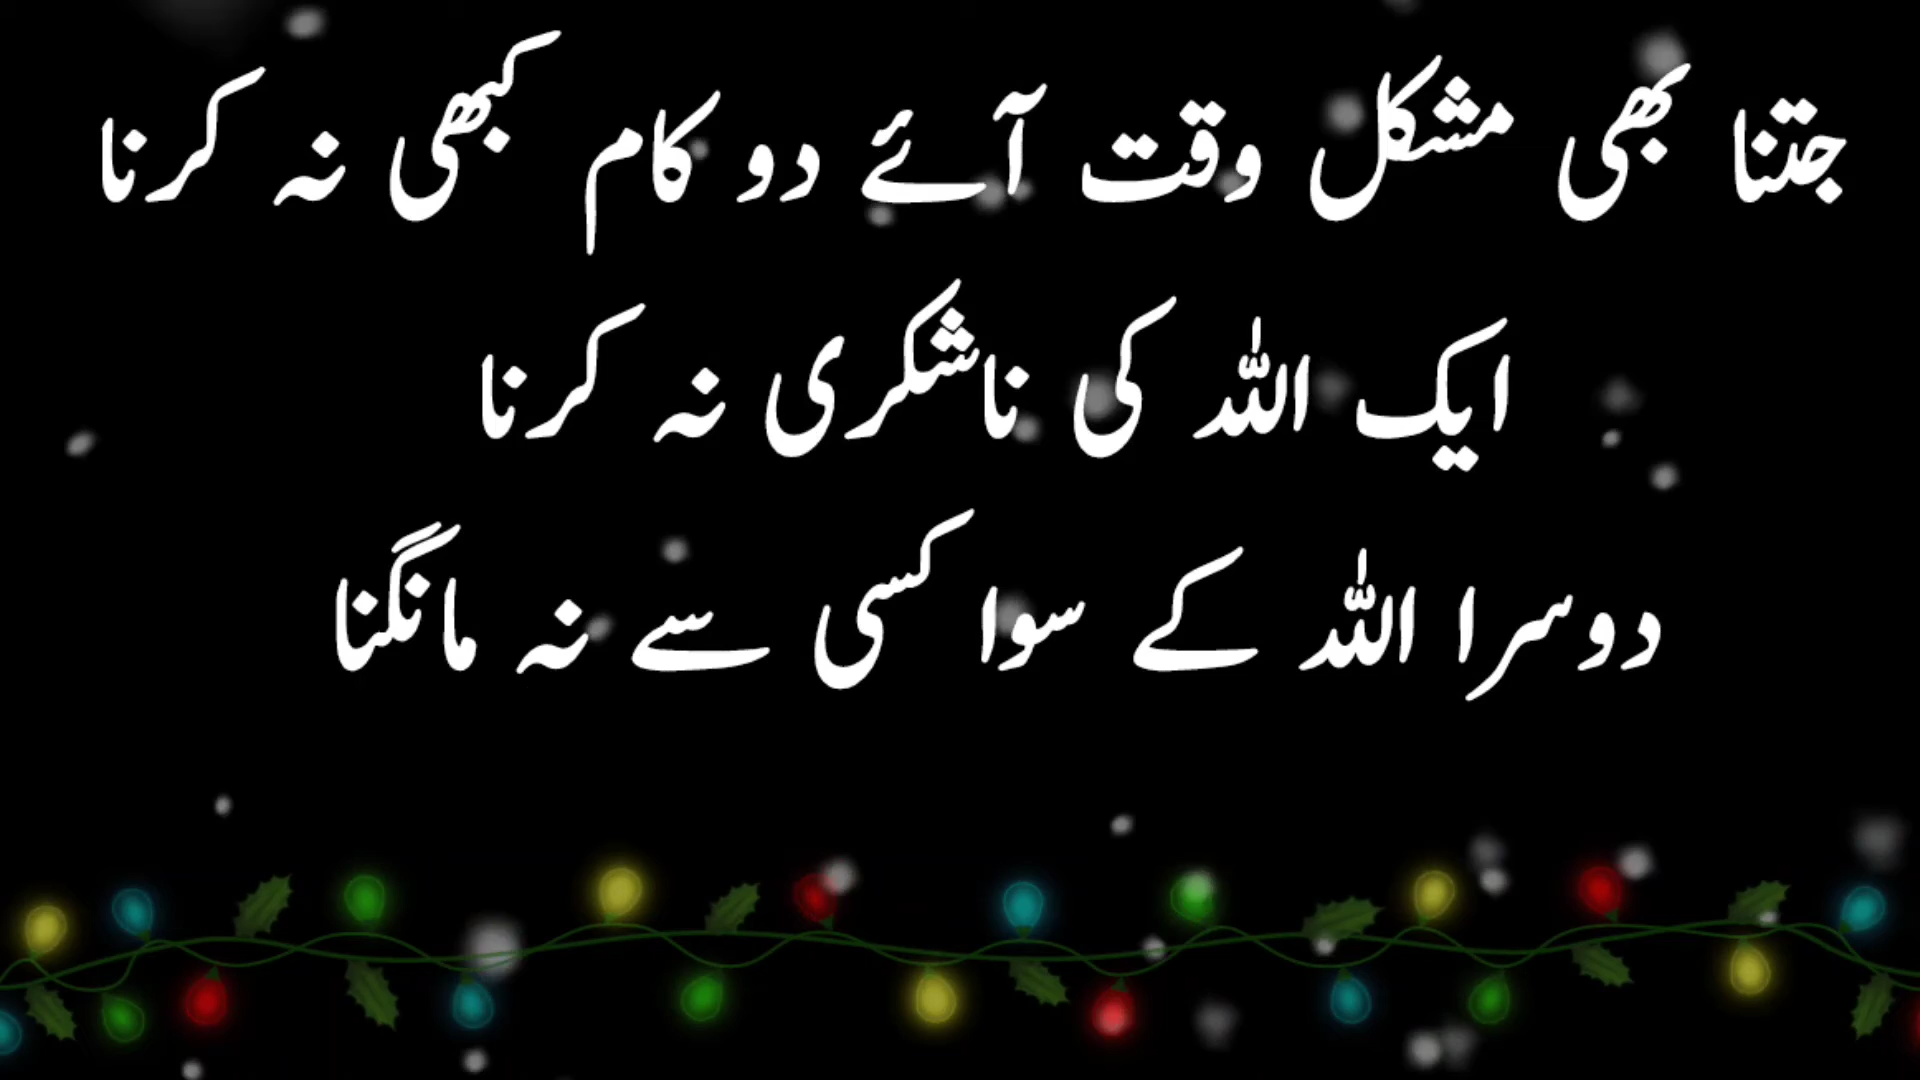 جتنا بھی مشکل وقت آئے دو کام کبھی نہ کرنا
ایک اللہ کی ناشکری نہ کرنا
دوسرا اللہ کے سوا کسی سے نہ مانگنا